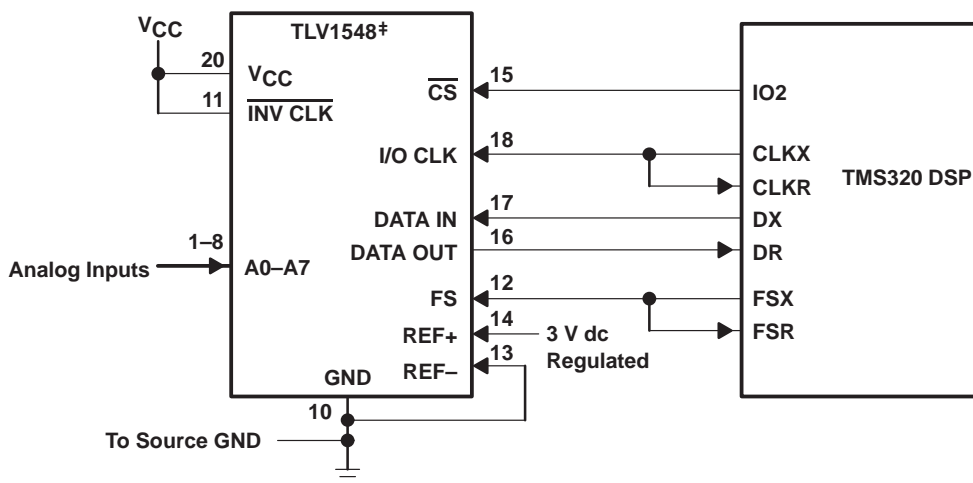 VCC
TLV1548‡
20
VCC
11
INV CLK
15
CS
IO2
18
I/O CLK
CLKX
CLKR
TMS320 DSP
17
DATA IN
DX
16
DATA OUT
DR
1–8
Analog Inputs
A0–A7
12
FS
FSX
FSR
14
REF+
3 V dc
Regulated
13
REF–
GND
10
To Source GND